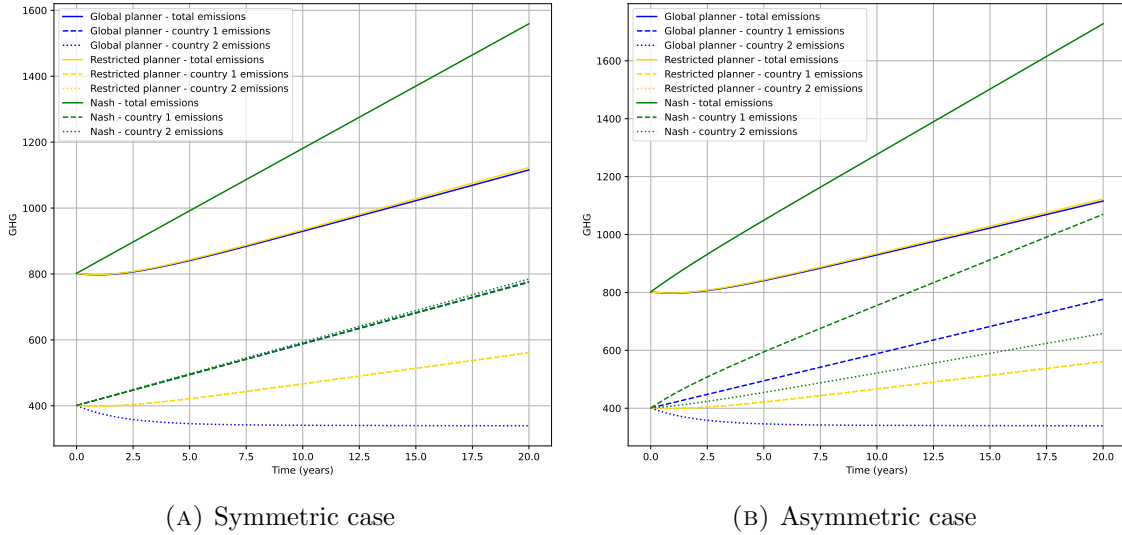 1600
1400
1200
1000
800
600
400
GHG
Global planner - total emissions
Global planner - country 1 emissions
Global planner - country 2 emissions
Restricted planner - total emissions
Restricted planner - country 1 emissions
Restricted planner - country 2 emissions
Nash - total emissions
Nash - country 1 emissions
Nash - country 2 emissions
0.0 2.5 5.0 7.5 10.0 12.5 15.0 17.5 20.0
Time (years)
(A) Symmetric case
1600
1400
1200
1000
800
600
400
GHG
Global planner - total emissions
Global planner - country 1 emissions
Global planner - country 2 emissions
Restricted planner - total emissions
Restricted planner - country 1 emissions
Restricted planner - country 2 emissions
Nash - total emissions
Nash - country 1 emissions
Nash - country 2 emissions
0.0 2.5 5.0 7.5 10.0 12.5 15.0 17.5 20.0
Time (years)
(B) Asymmetric case